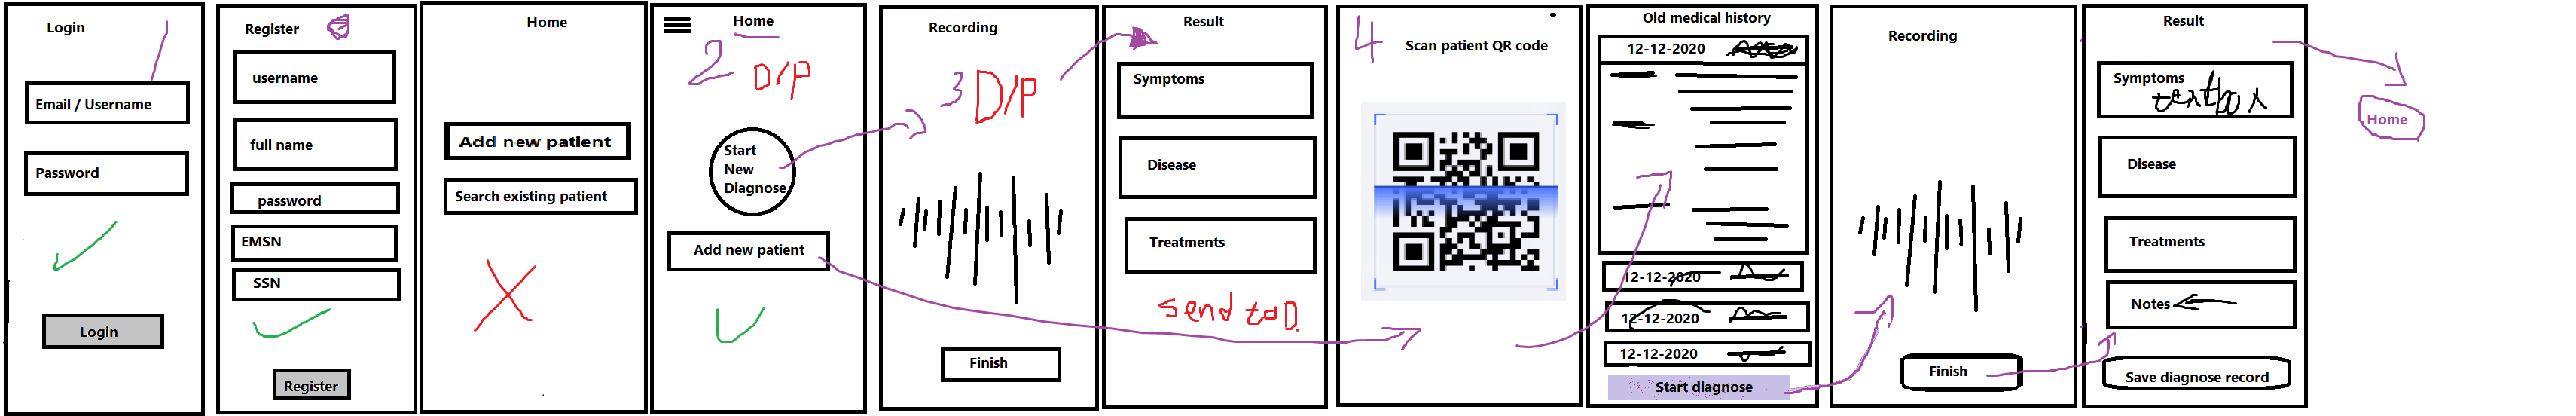 Login
Email / Username
Password
Login
Register
username
full name
password
EMSN
SSN
Register
Home
Add new patient
Search existing patient
Home
2
D/P
Start
New
Diagnose
Add new patient
Recording
3 D/P
Finish
Result
Symptoms
Disease
Treatments
Send to D.
4
Scan patient QR code
Old medical history
12-12-2020
12-12-2020
12-12-2020
12-12-2020
Start diagnose
Recording
Finish
Result
Symptoms
Disease
Treatments
Notes
Save diagnose record
Home